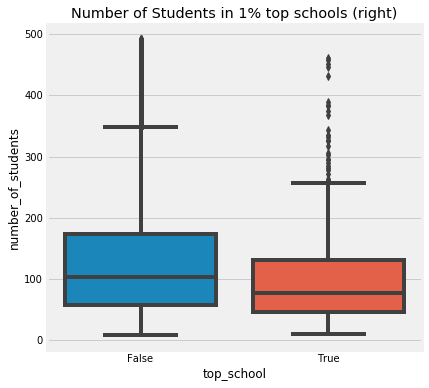 Number of Students in 1% top schools (right)
500
400
300
200
100
0
number_of_students
False True
top_school